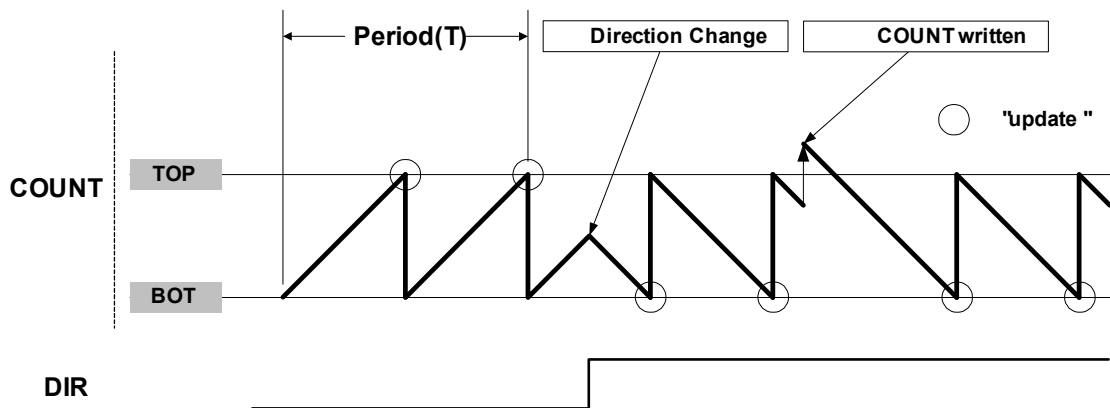 Period(T)
Direction Change
COUNT written
"update "
TOP
COUNT
BOT
DIR